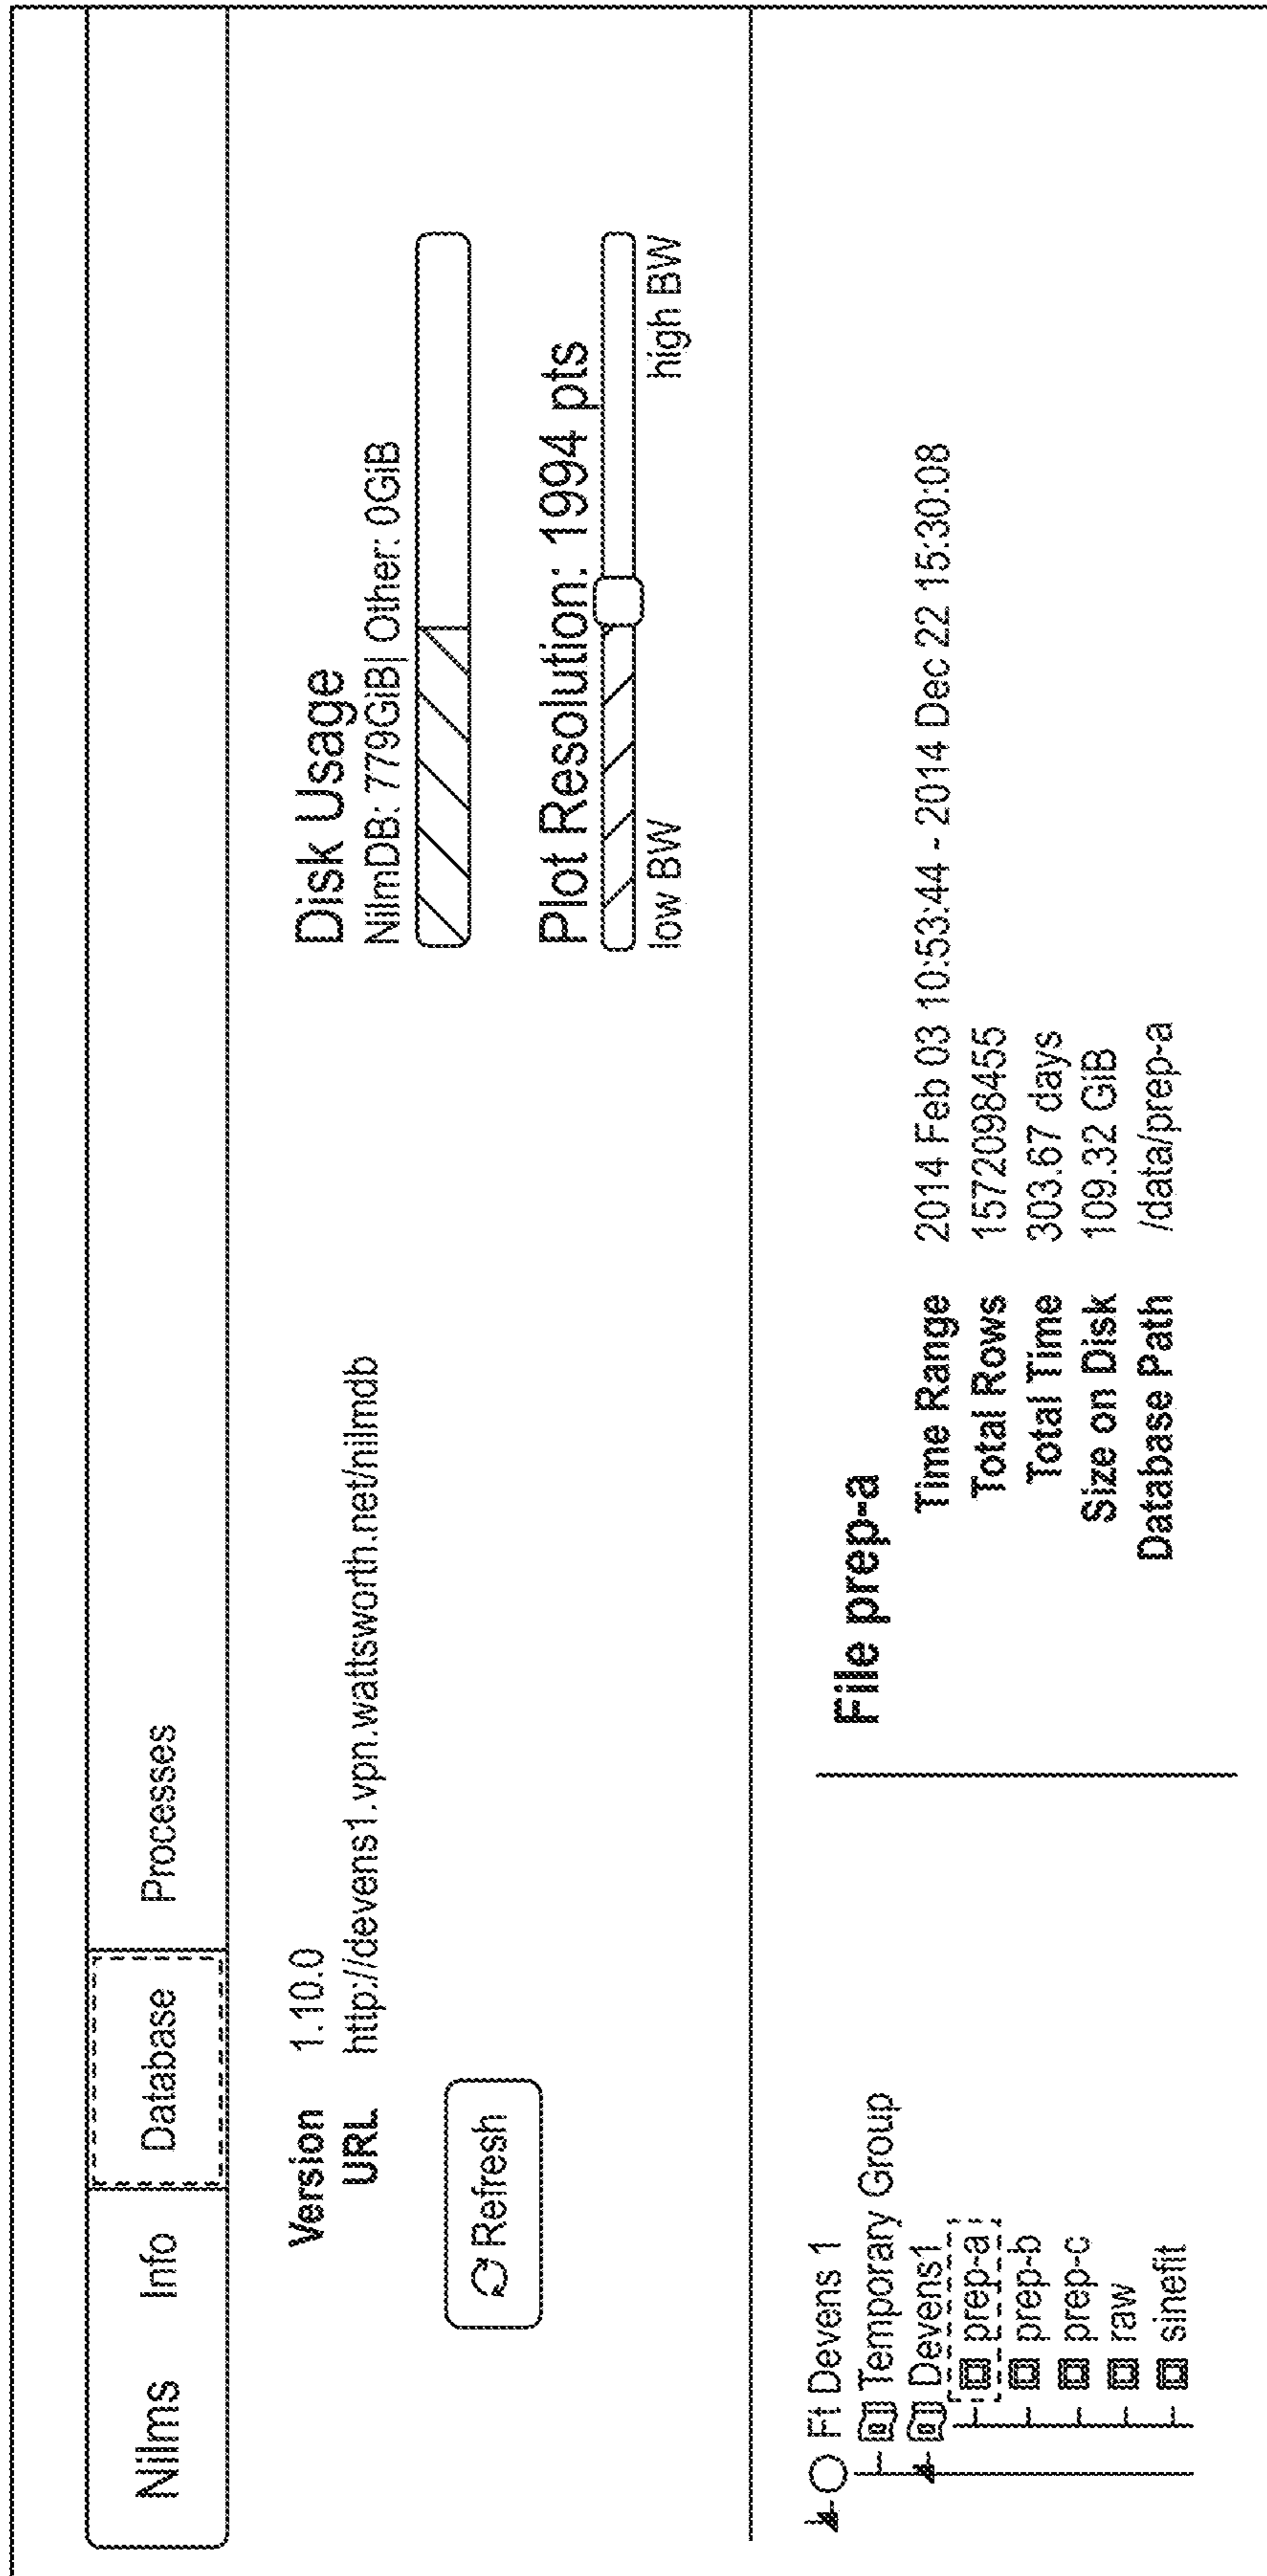 Nilms Info Database Processes
Version 1.10.0
URL http://devens1.vpn.wattsworth.net/nilmdb
Refresh
Disk Usage
NilmDB: 779GiB| Other: 0GiB
Plot Resolution: 1994 pts
low BW high BW
Ft Devens 1
Temporary Group
Devens1
prep-a
prep-b
prep-c
raw
sinefit
File prep-a
Time Range 2014 Feb 03 10:53:44 - 2014 Dec 22 15:30:08
Total Rows 1572098455
Total Time 303.67 days
Size on Disk 109.32 GiB
Database Path /data/prep-a